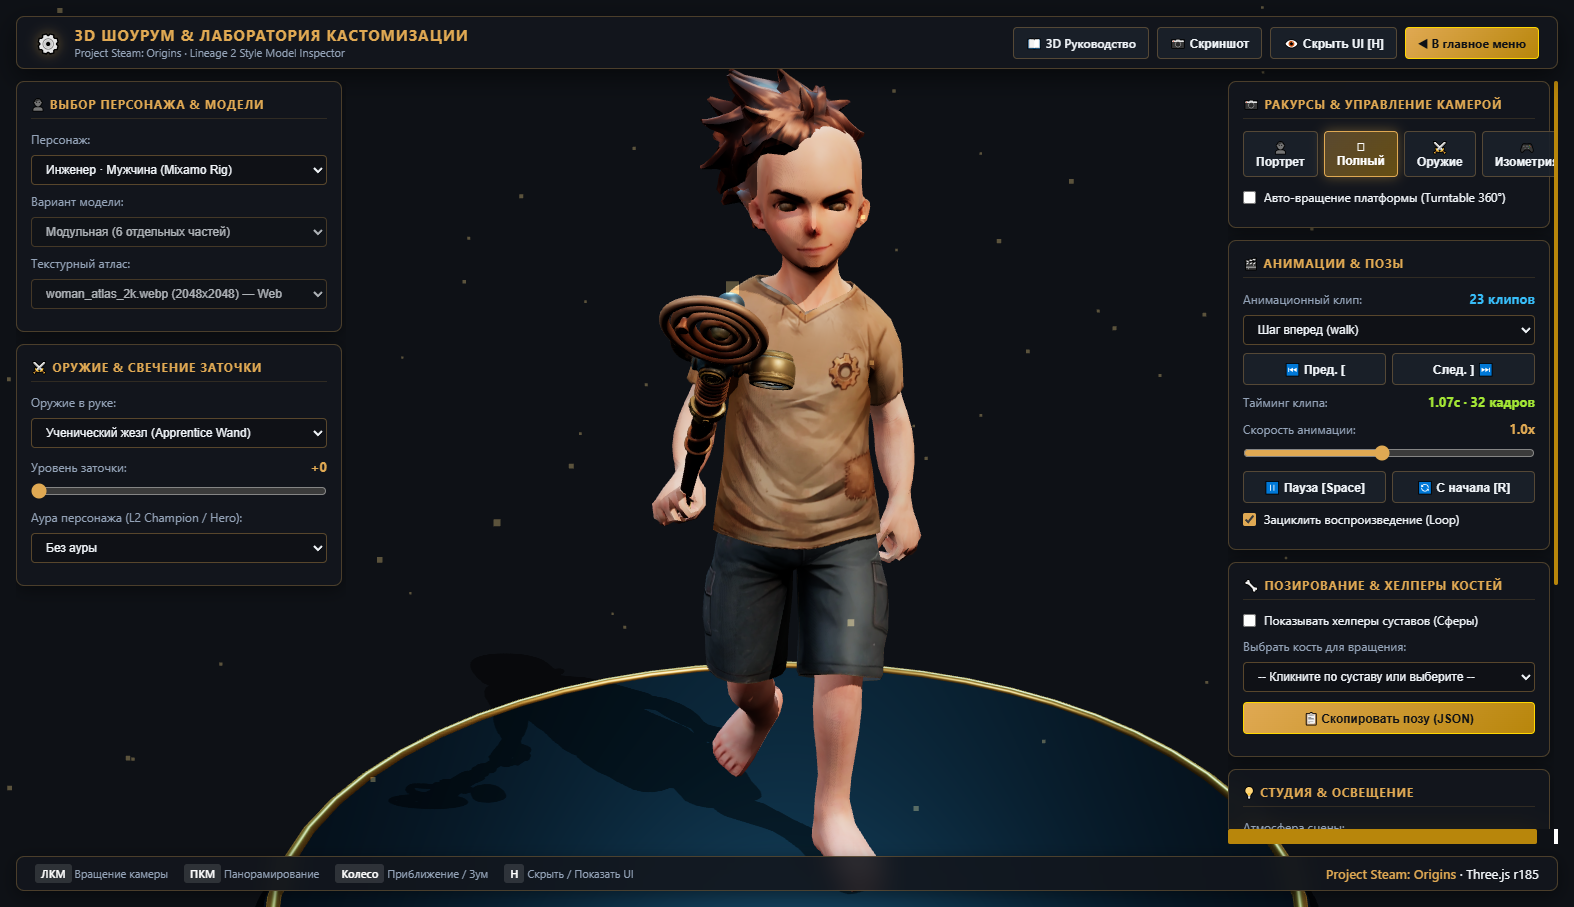 3D ШОУРУМ & ЛАБОРАТОРИЯ КАСТОМИЗАЦИИ
Project Steam: Origins · Lineage 2 Style Model Inspector
3D Руководство
Скриншот
Скрыть UI [H]
◀ В главное меню
ВЫБОР ПЕРСОНАЖА & МОДЕЛИ
Персонаж:
Инженер - Мужчина (Mixamo Rig)
Вариант модели:
Модульная (6 отдельных частей)
Текстурный атлас:
woman_atlas_2k.webp (2048x2048) — Web
ОРУЖИЕ & СВЕЧЕНИЕ ЗАТОЧКИ
Оружие в руке:
Ученический жезл (Apprentice Wand)
Уровень заточки: +0
Аура персонажа (L2 Champion / Hero):
Без ауры
РАКУРСЫ & УПРАВЛЕНИЕ КАМЕРОЙ
Портрет
Полный
Оружие
Изометрия
Авто-вращение платформы (Turntable 360°)
АНИМАЦИИ & ПОЗЫ
Анимационный клип: 23 клипов
Шаг вперед (walk)
Пред. [
След. ]
Тайминг клипа: 1.07с · 32 кадров
Скорость анимации: 1.0x
Пауза [Space]
С начала [R]
Зациклить воспроизведение (Loop)
ПОЗИРОВАНИЕ & ХЕЛПЕРЫ КОСТЕЙ
Показывать хелперы суставов (Сферы)
Выбрать кость для вращения:
-- Кликните по суставу или выберите --
Скопировать позу (JSON)
СТУДИЯ & ОСВЕЩЕНИЕ
Атмосфера сцены:
ЛКМ Вращение камеры
ПКМ Панорамирование
Колесо Приближение / Зум
H Скрыть / Показать UI
Project Steam: Origins · Three.js r185